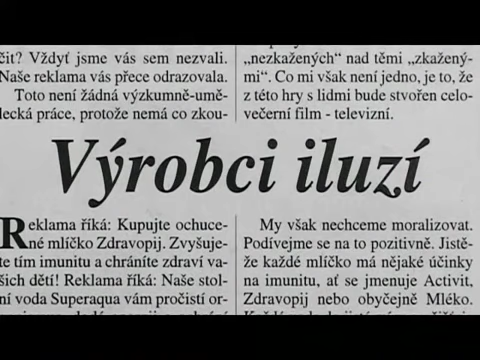 čit? Vždyť jsme vás sem nezvali.
Naše reklama vás přece odrazovala.
Toto není žádná výzkumně-umě-
lecká práce, protože nemá co zkou-
„nezkažených“ nad těmi „zkažený-
mi“. Co mi však není jedno, je to, že
z této hry s lidmi bude stvořen celo-
večerní film - televizní.
Výrobci iluzí
Reklama říká: Kupujte ochuce-
né mlíčko Zdravopij. Zvyšuje-
te tím imunitu a chráníte zdraví va-
šich dětí! Reklama říká: Naše stol-
ní voda Superaqua vám pročistí or-
My však nechceme moralizovat.
Podívejme se na to pozitivně. Jistě-
že každé mlíčko má nějaké účinky
na imunitu, ať se jmenuje Activit,
Zdravopij nebo obyčejně Mléko.